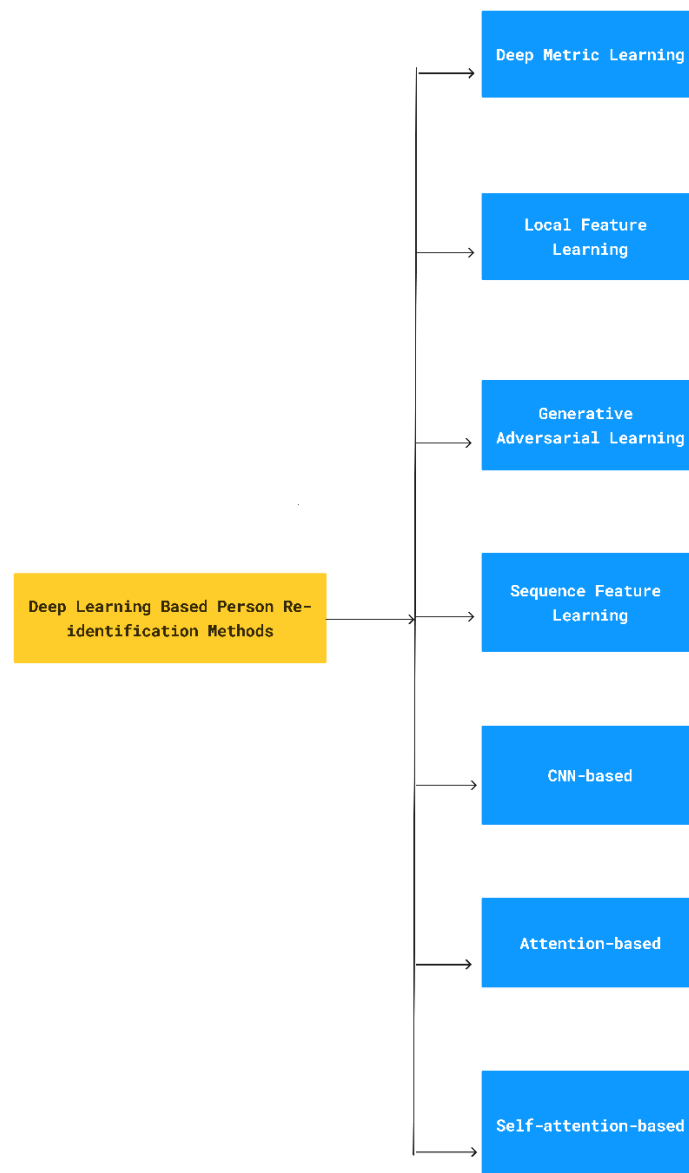 Deep Metric Learning
Local Feature
Learning
Generative
Adversarial Learning
Deep Learning Based Person Re-
identification Methods
Sequence Feature
Learning
CNN-based
Attention-based
Self-attention-based